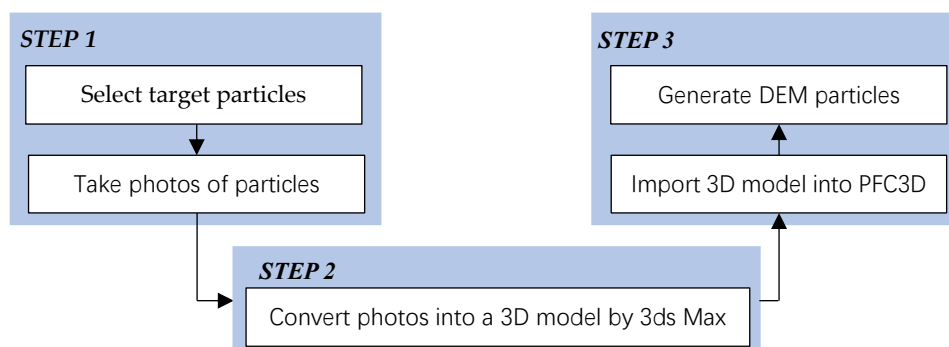 STEP 1
Select target particles
Take photos of particles
STEP 2
Convert photos into a 3D model by 3ds Max
STEP 3
Generate DEM particles
Import 3D model into PFC3D